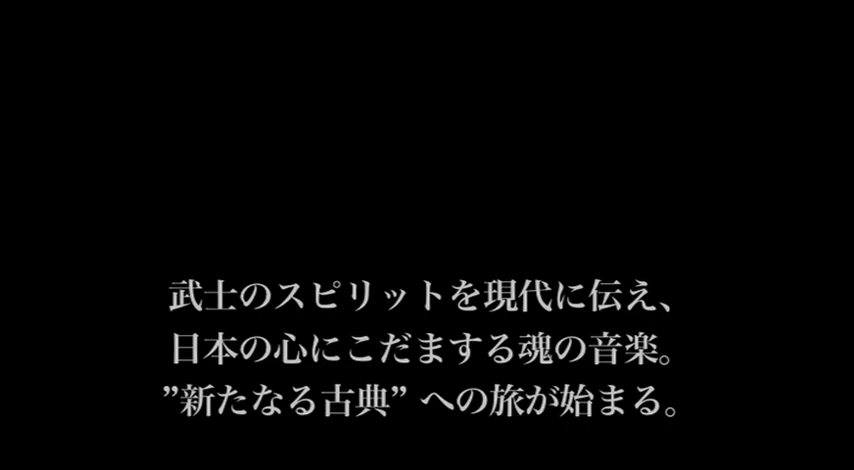 武士のスピリットを現代に伝え、
日本の心にこだまする魂の音楽。
”新たなる古典” への旅が始まる。